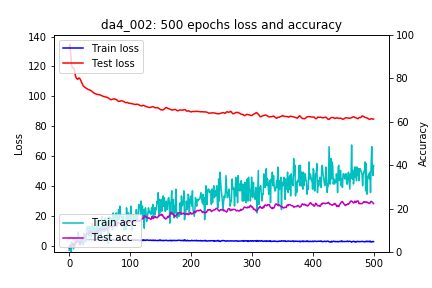 da4_002: 500 epochs loss and accuracy
140
120
100
80
60
40
20
0
Loss
Train loss
Test loss
Train acc
Test acc
100
80
60
40
20
0
Accuracy
0
100
200
300
400
500